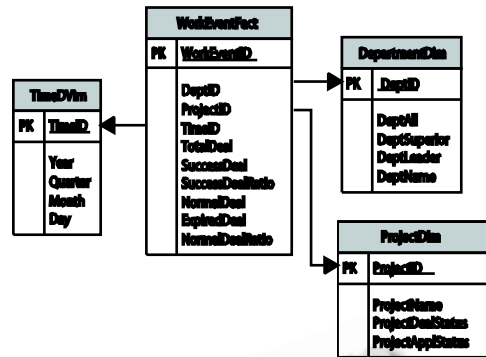 WorkEventFact
PK WorkEventID
DeptID
ProjectID
TimeID
TotalDeal
SuccessDeal
SuccessDealRatio
NormalDeal
ExpiredDeal
NormalDealRatio
TimeDVim
PK TimeID
Year
Quarter
Month
Day
DepartmentDim
PK DeptID
DeptAll
DeptSuperior
DeptLeader
DeptName
ProjectDim
PK ProjectID
ProjectName
ProjectDealStatus
ProjectApplStatus